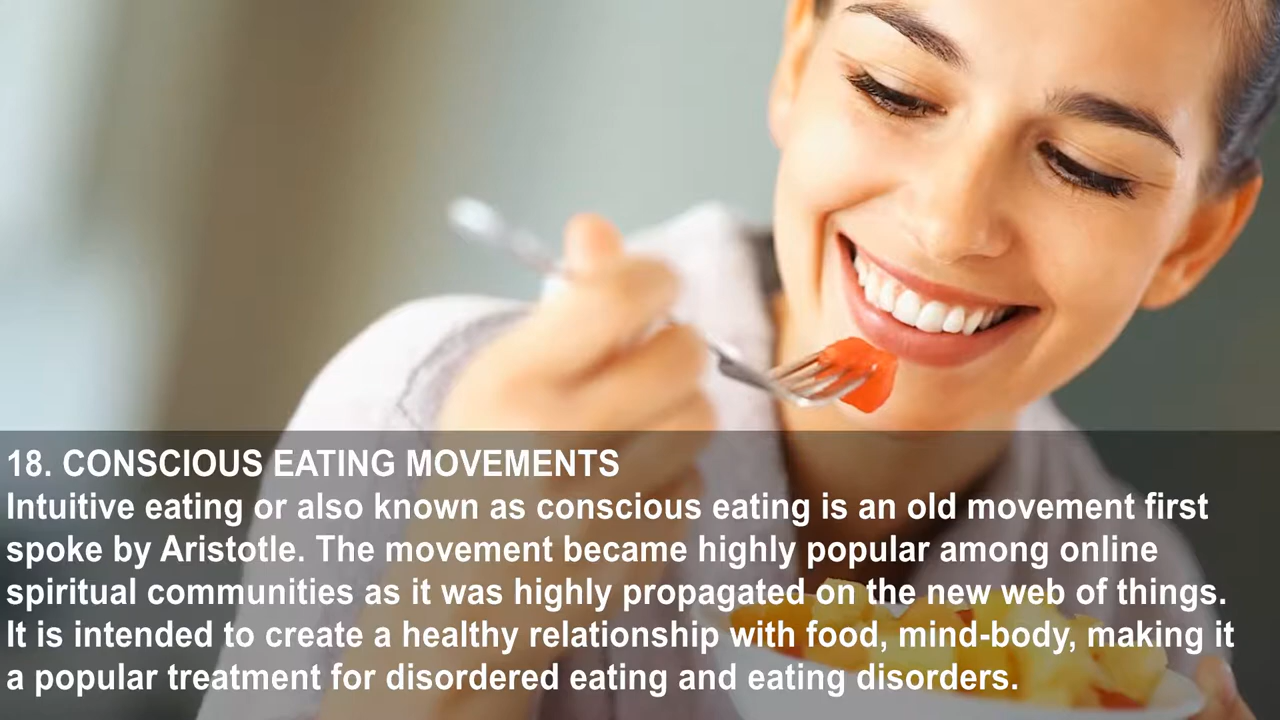 18. CONSCIOUS EATING MOVEMENTS
Intuitive eating or also known as conscious eating is an old movement first
spoke by Aristotle. The movement became highly popular among online
spiritual communities as it was highly propagated on the new web of things.
It is intended to create a healthy relationship with food, mind-body, making it
a popular treatment for disordered eating and eating disorders.